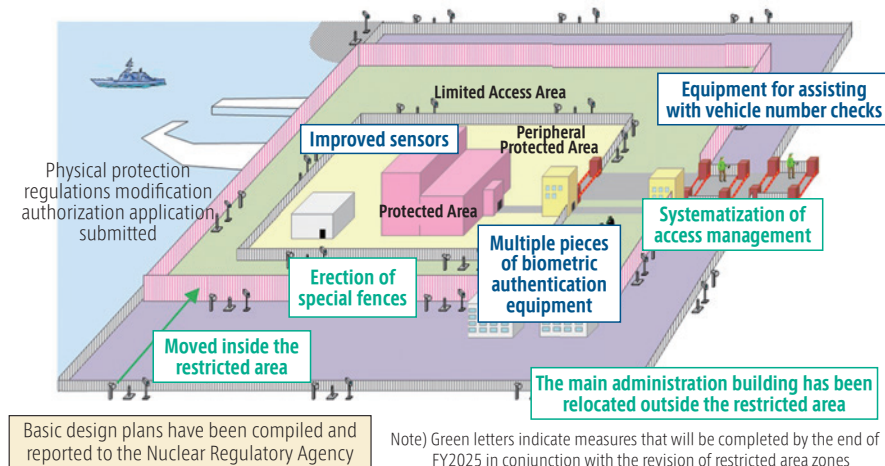 Limited Access Area
Equipment for assisting
with vehicle number checks
Improved sensors
Peripheral
Protected Area
Physical protection
regulations modification
authorization application
submitted
Protected Area
Systematization of
access management
Multiple pieces
of biometric
authentication
equipment
Erection of
special fences
Moved inside the
restricted area
The main administration building has been
relocated outside the restricted area
Basic design plans have been compiled and
reported to the Nuclear Regulatory Agency
Note) Green letters indicate measures that will be completed by the end of
FY2025 in conjunction with the revision of restricted area zones